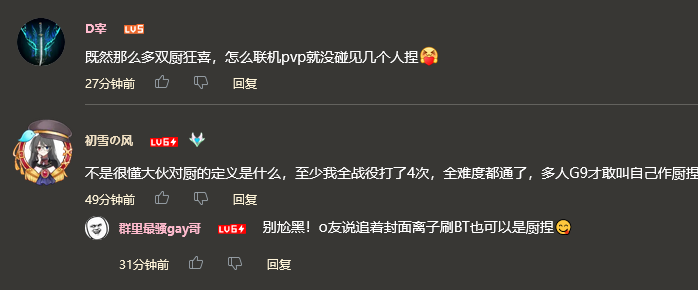 D宰 LV5
既然那么多双厨狂喜，怎么联机pvp就没碰见几个人捏🤗
27分钟前 回复
初雪の风 LV6
不是很懂大伙对厨的定义是什么，至少我全战役打了4次，全难度都通了，多人G9才敢叫自己作厨捏
49分钟前 回复
群里最骚gay哥 LV6 别尬黑！o友说追着封面离子刷BT也可以是厨捏😋
31分钟前 回复